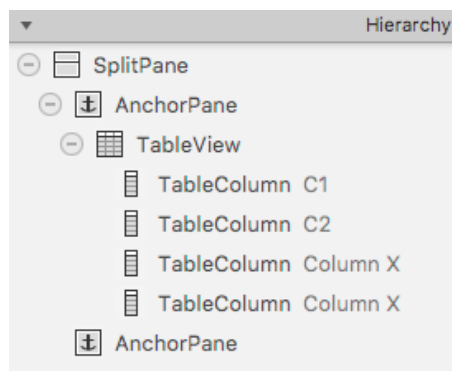 Hierarchy
SplitPane
AnchorPane
TableView
TableColumn C1
TableColumn C2
TableColumn Column X
TableColumn Column X
AnchorPane